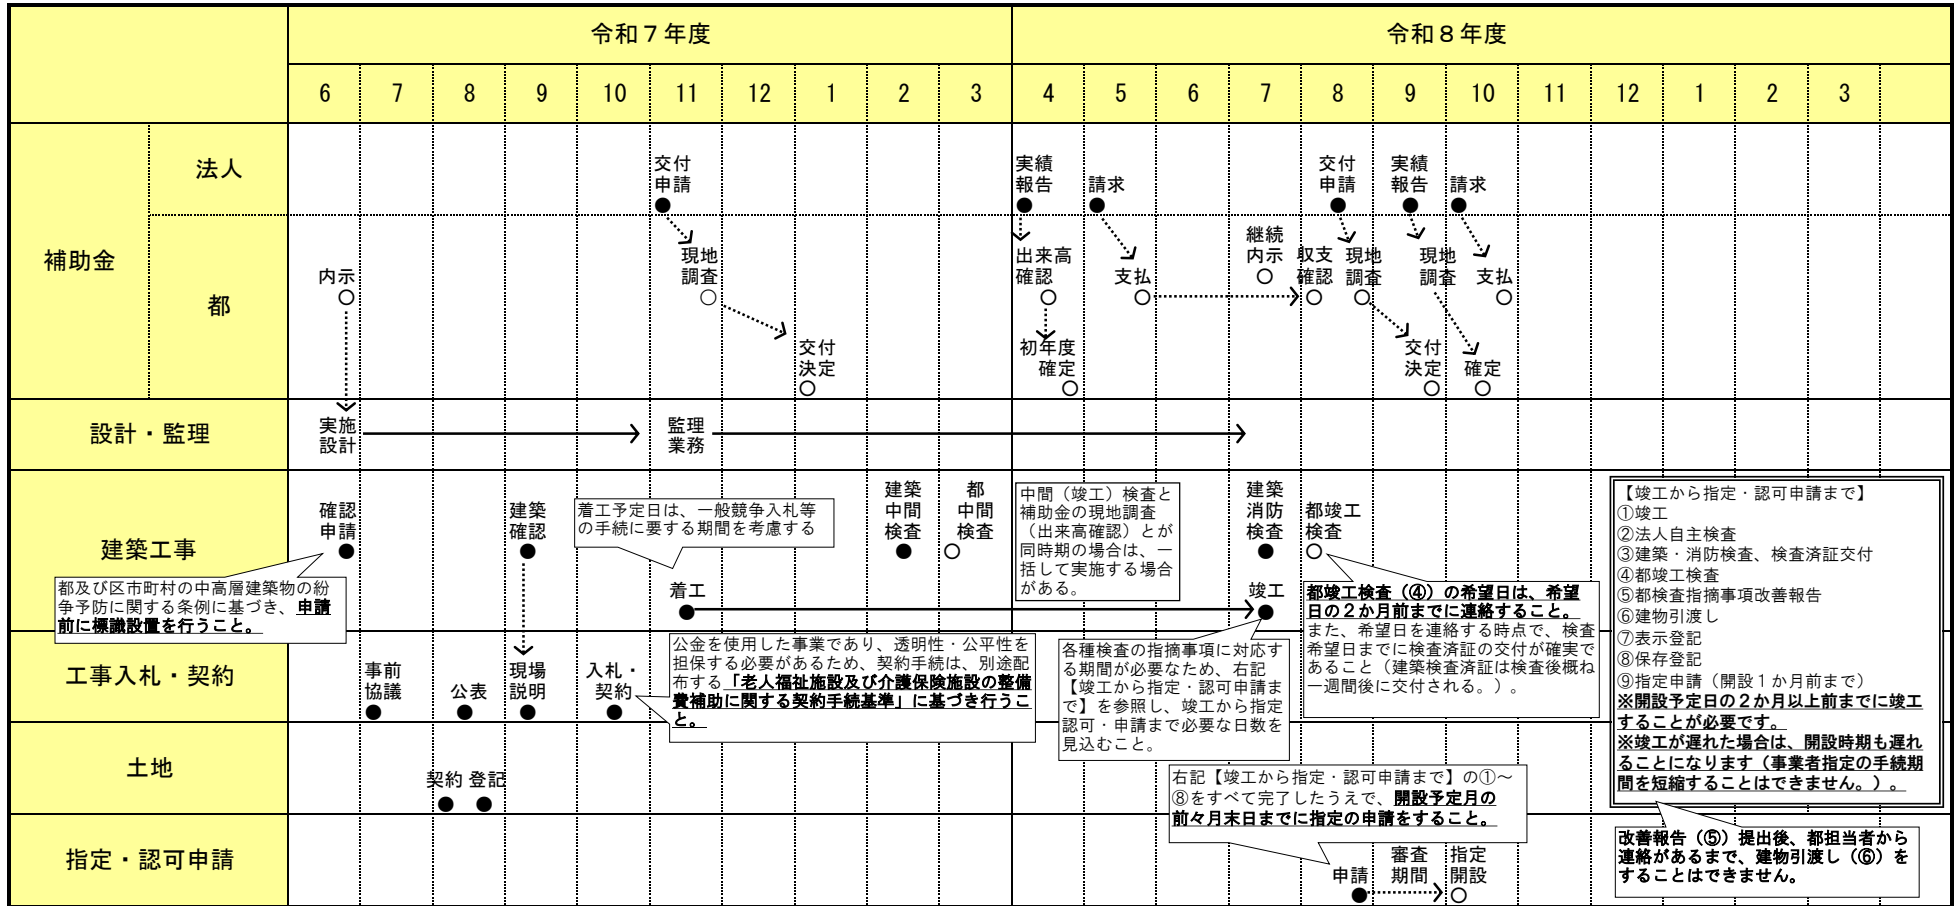 令和７年度
令和８年度
6 7 8 9 10 11 12 1 2 3 4 5 6 7 8 9 10 11 12 1 2 3
補助金
法人
交付
申請
実績
報告
請求
交付
申請
実績
報告
請求
都
内示
現地
調査
交付
決定
出来高
確認
初年度
確定
支払
継続
内示
収支
確認
現地
調査
交付
決定
現地
調査
確定
支払
設計・監理
実施
設計
監理
業務
建築工事
確認
申請
都及び区市町村の中高層建築物の紛
争予防に関する条例に基づき、申請
前に標識設置を行うこと。
建築
確認
着工予定日は、一般競争入札等
の手続に要する期間を考慮する
着工
建築
中間
検査
都
中間
検査
中間（竣工）検査と
補助金の現地調査
（出来高確認）とが
同時期の場合は、一
括して実施する場合
がある。
建築
消防
検査
竣工
都竣工
検査
都竣工検査（④）の希望日は、希望
日の２か月前までに連絡すること。
また、希望日を連絡する時点で、検査
希望日までに検査済証の交付が確実で
あること（建築検査済証は検査後概ね
一週間後に交付される。）。
【竣工から指定・認可申請まで】
①竣工
②法人自主検査
③建築・消防検査、検査済証交付
④都竣工検査
⑤都検査指摘事項改善報告
⑥建物引渡し
⑦表示登記
⑧保存登記
⑨指定申請（開設１か月前まで）
※開設予定日の２か月以上前までに竣工
することが必要です。
※竣工が遅れた場合は、開設時期も遅れ
ることになります（事業者指定の手続期
間を短縮することはできません。）。
工事入札・契約
事前
協議
公表
現場
説明
入札・
契約
公金を使用した事業であり、透明性・公平性を
担保する必要があるため、契約手続は、別途配
布する「老人福祉施設及び介護保険施設の整備
費補助に関する契約手続基準」に基づき行うこ
と。
各種検査の指摘事項に対応す
る期間が必要なため、右記
【竣工から指定・認可申請ま
で】を参照し、竣工から指定
認可・申請まで必要な日数を
見込むこと。
土地
契約 登記
右記【竣工から指定・認可申請まで】の①～
⑧をすべて完了したうえで、開設予定月の
前々月末日までに指定の申請をすること。
改善報告（⑤）提出後、都担当者から
連絡があるまで、建物引渡し（⑥）を
することはできません。
指定・認可申請
申請
審査
期間
指定
開設